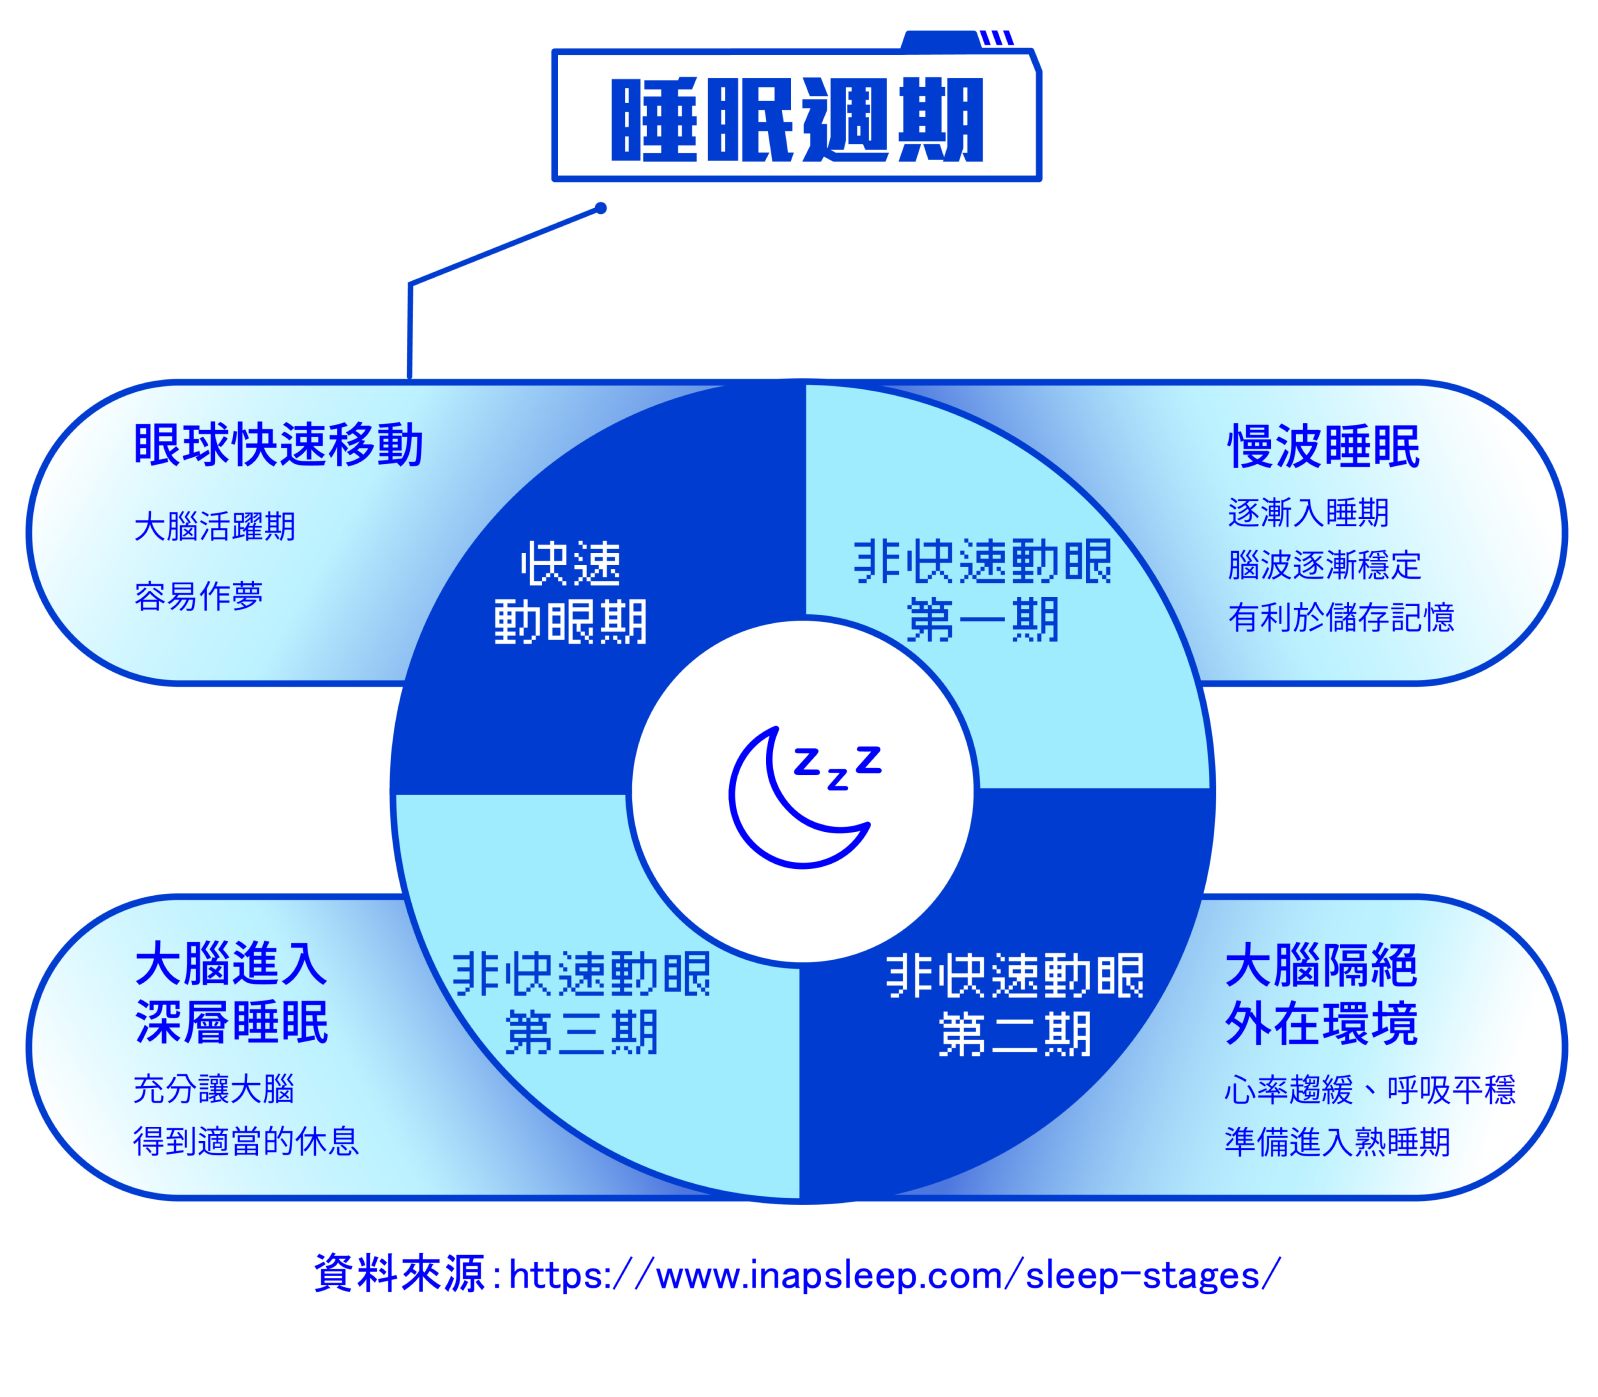 睡眠週期
眼球快速移動
大腦活躍期
容易作夢
快速
動眼期
非快速動眼
第一期
慢波睡眠
逐漸入睡期
腦波逐漸穩定
有利於儲存記憶
z z z
大腦進入
深層睡眠
充分讓大腦
得到適當的休息
非快速動眼
第三期
非快速動眼
第二期
大腦隔絕
外在環境
心率趨緩、呼吸平穩
準備進入熟睡期
資料來源：https://www.inapsleep.com/sleep-stages/